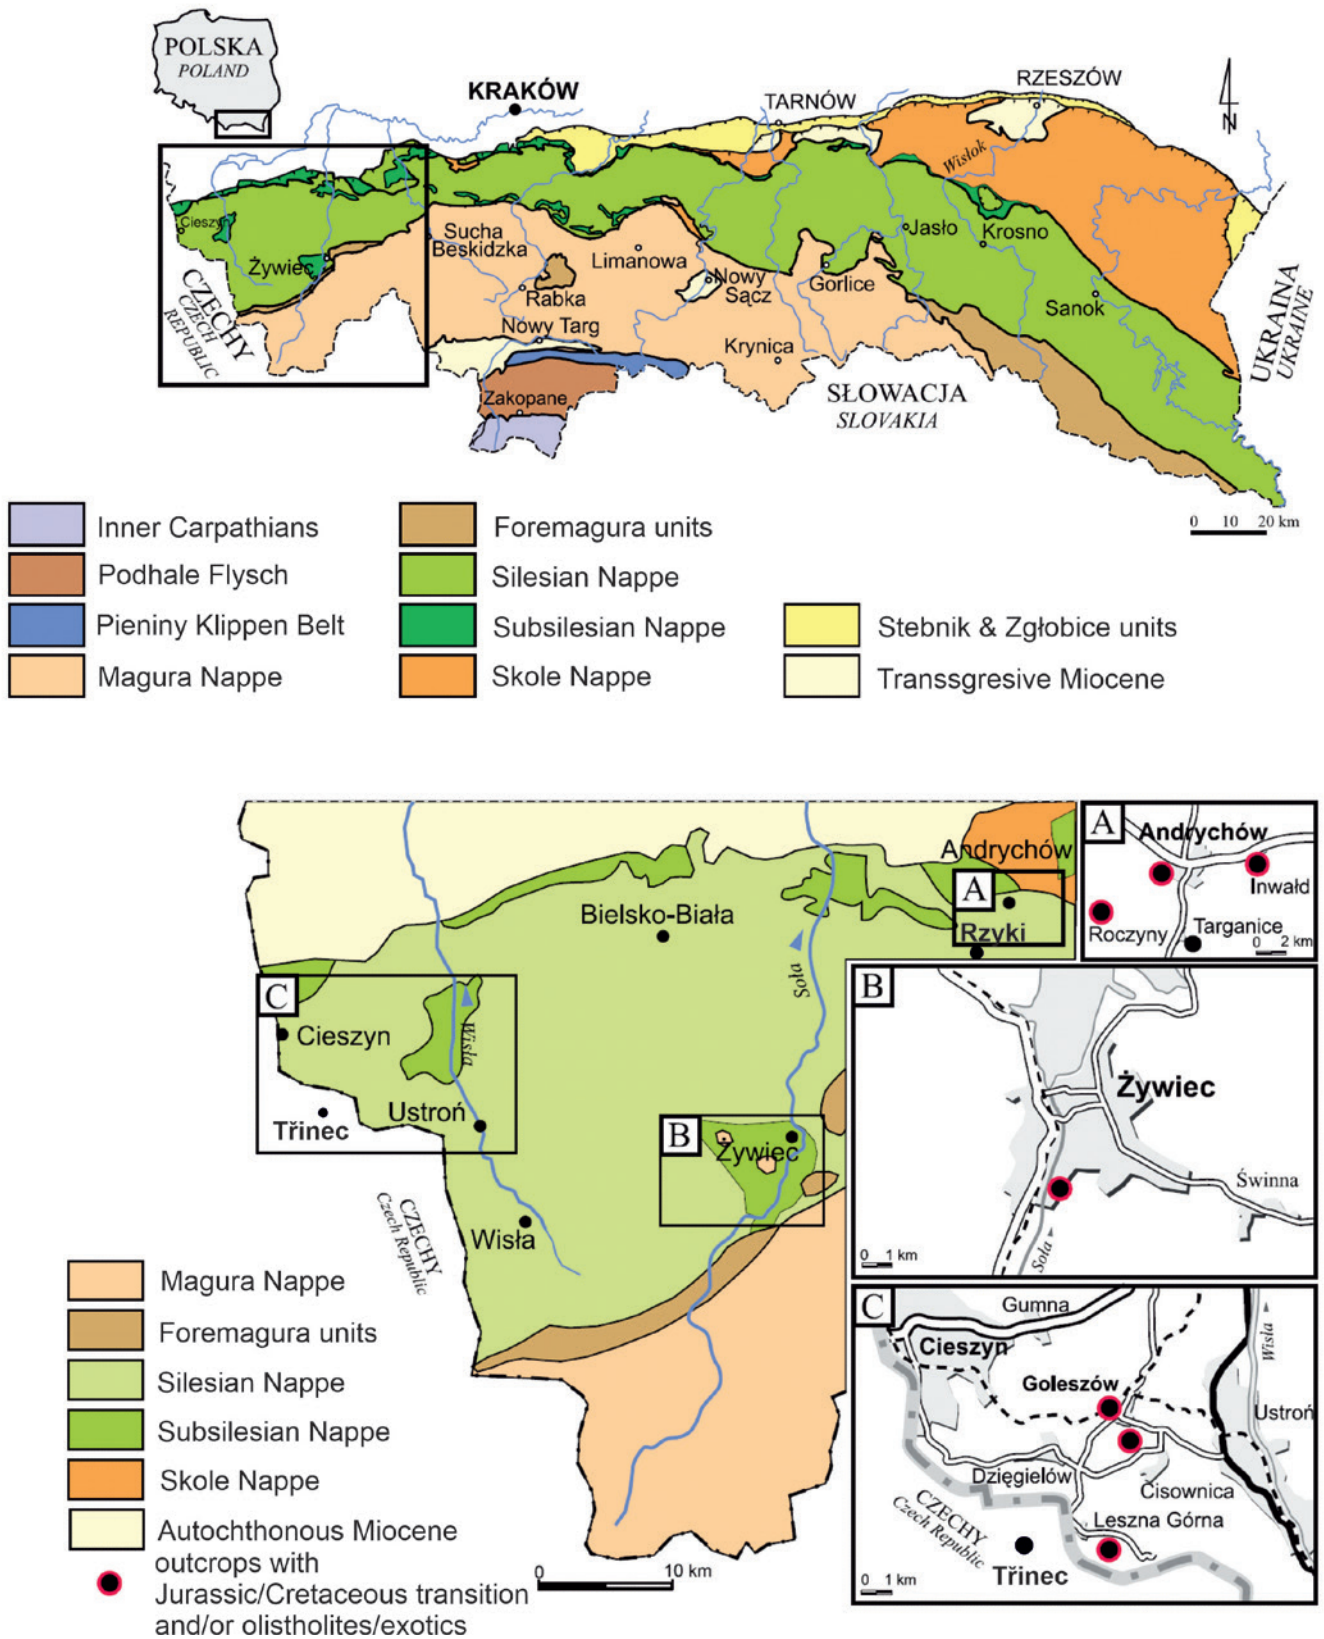 POLSKA
POLAND
KRAKÓW
TARNÓW
RZESZÓW
N
Wisłok
Cieszy
Żywiec
Sucha
Beskidzka
Limanowa
Rabka
Nowy
Sącz
Nowy Targ
Gorlice
Jasło
Krosno
Sanok
Krynica
Zakopane
CZECHY
CZECH
REPUBLIC
SŁOWACJA
SLOVAKIA
UKRAINA
UKRAINE
0 10 20 km
Inner Carpathians
Podhale Flysch
Pieniny Klippen Belt
Magura Nappe
Foremagura units
Silesian Nappe
Subsilesian Nappe
Skole Nappe
Stebnik & Zgłobice units
Transsgresive Miocene
Andrychów
A
Rzyki
Bielsko-Biała
Soła
C
Cieszyn
Wisła
Ustroń
Třinec
B
Żywiec
Wisła
CZECHY
Czech Republic
Magura Nappe
Foremagura units
Silesian Nappe
Subsilesian Nappe
Skole Nappe
Autochthonous Miocene
outcrops with
Jurassic/Cretaceous transition
and/or olistholites/exotics
0 10 km
A
Andrychów
Inwałd
Roczyny
Targanice
0 2 km
B
Żywiec
Świnna
Soła
0 1 km
C
Gumna
Cieszyn
Wisła
Goleszów
Ustroń
Dzięgielów
Cisownica
Leszna Górna
CZECHY
Czech Republic
Třinec
0 1 km